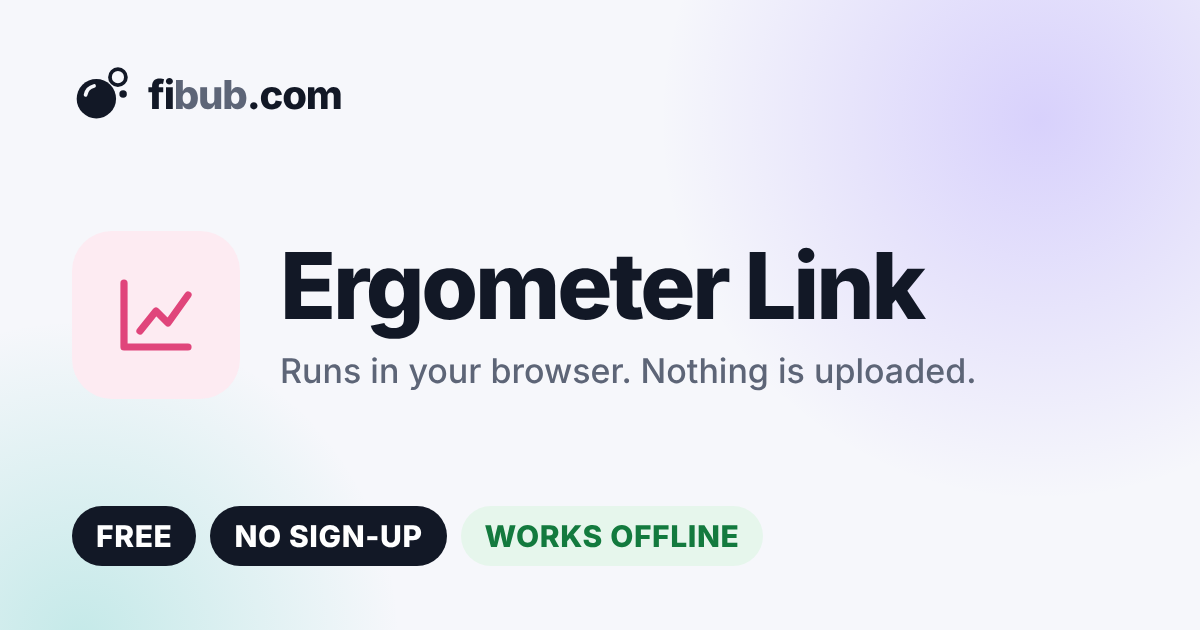 fibub.com
Ergometer Link
Runs in your browser. Nothing is uploaded.
FREE NO SIGN-UP WORKS OFFLINE